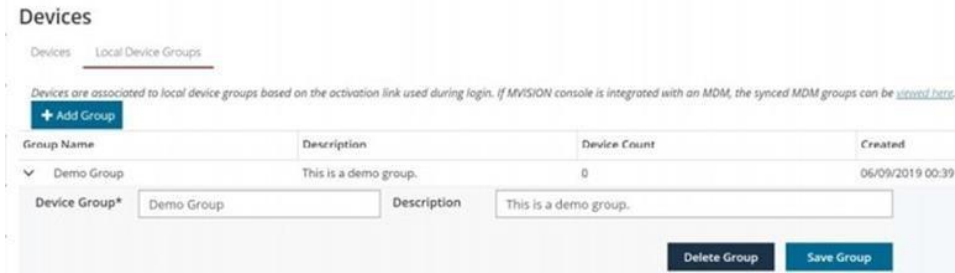 Devices
Devices Local Device Groups
Devices are associated to local device groups based on the activation link used during login. If MVISION console is integrated with an MDM, the synced MDM groups can be viewed here.
+ Add Group
Group Name Description Device Count Created
Demo Group This is a demo group. 0 06/09/2019 00:39
Device Group* Demo Group Description This is a demo group.
Delete Group Save Group